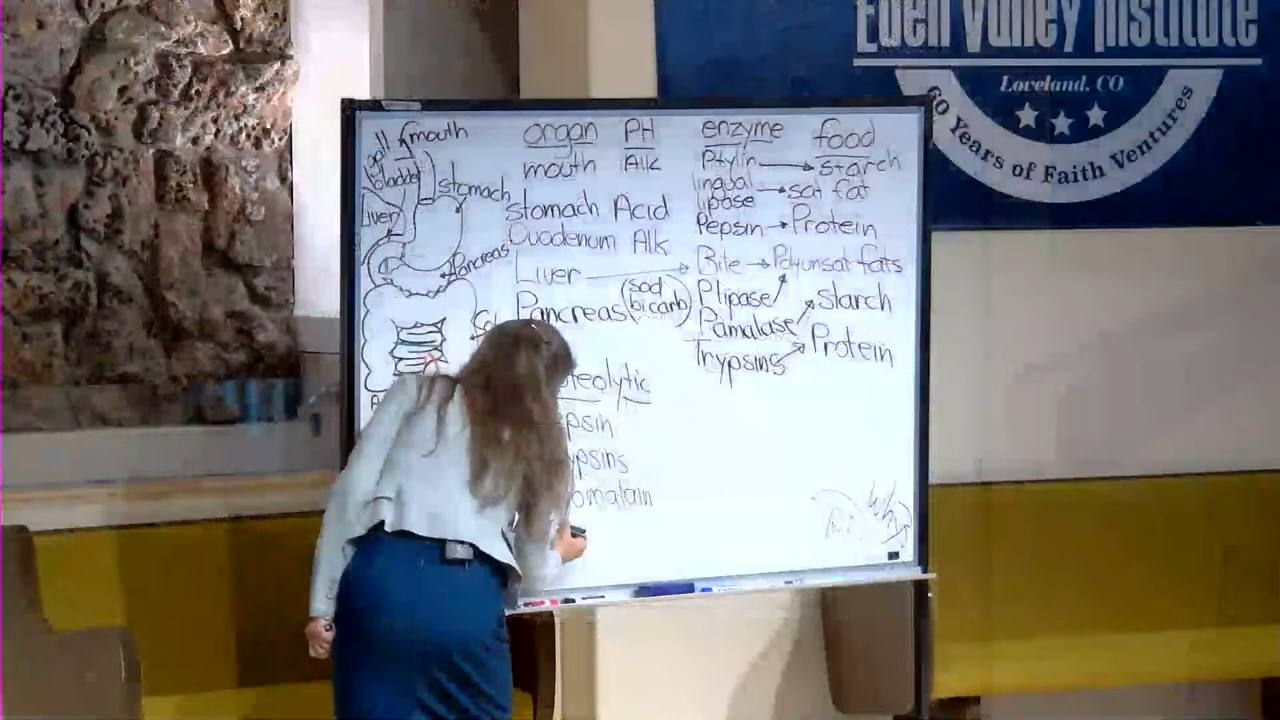 Eden Valley Institute
Loveland, CO
60 Years of Faith Ventures
gall bladder
mouth
stomach
Liver
Pancreas
organ PH enzyme food
mouth Alk Ptylin → starch
lingual lipase → sat fat
stomach Acid Pepsin → Protein
Duodenum Alk
Liver → Bile → Polyunsat fats
Pancreas (sod bicarb) Plipase
Pamalase starch
Trypsins Protein
teolytic
psin
ypsins
omalain